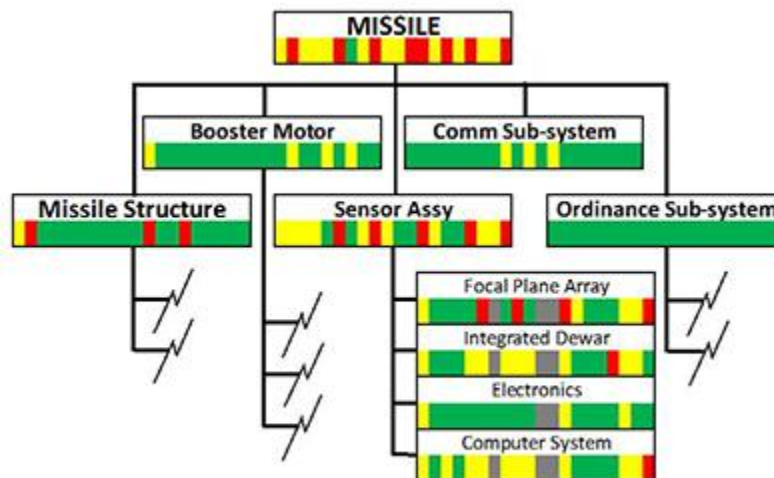 MISSILE
Booster Motor
Comm Sub-system
Missile Structure
Sensor Assy
Ordinance Sub-system
Focal Plane Array
Integrated Dewar
Electronics
Computer System